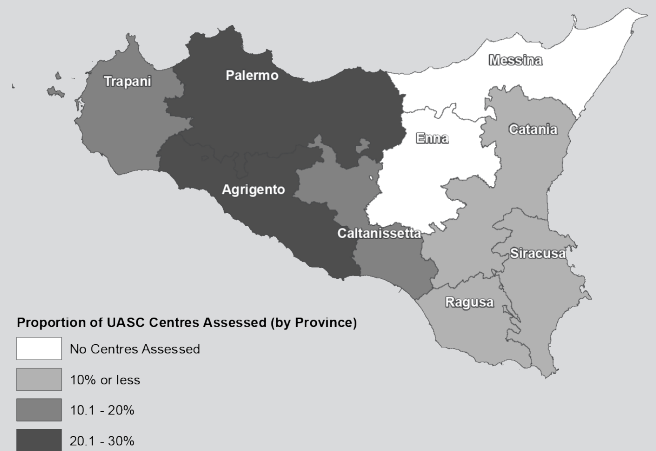 Messina
Trapani
Palermo
Enna
Catania
Agrigento
Caltanissetta
Siracusa
Ragusa
Proportion of UASC Centres Assessed (by Province)
No Centres Assessed
10% or less
10.1 - 20%
20.1 - 30%